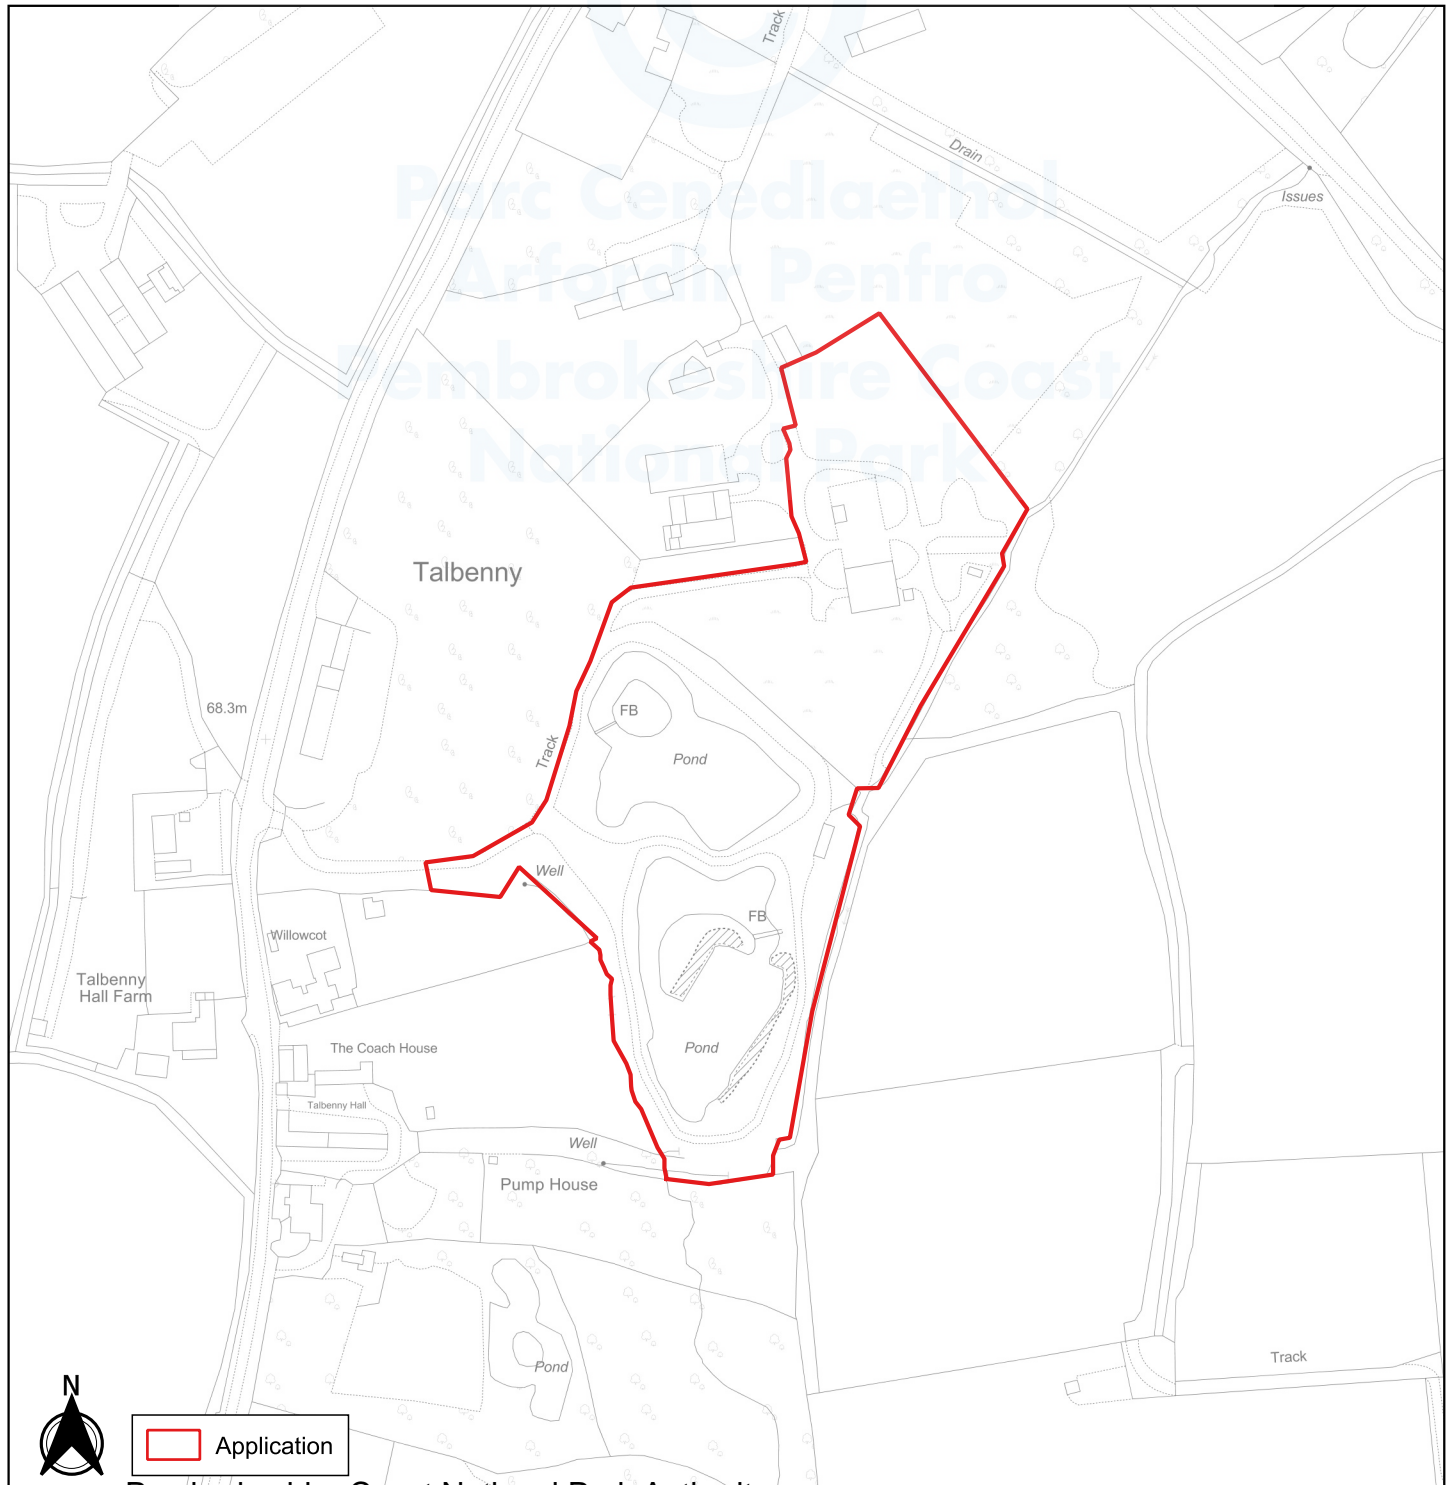 Track
Drain
Issues
Parc Cenedlaethol
Arfordir Penfro
Pembrokeshire Coast
National Park
Talbenny
68.3m
FB
Track
Pond
Well
FB
Willowcot
Talbenny
Hall Farm
The Coach House
Pond
Talbenny Hall
Well
Pump House
Track
Pond
N
Application